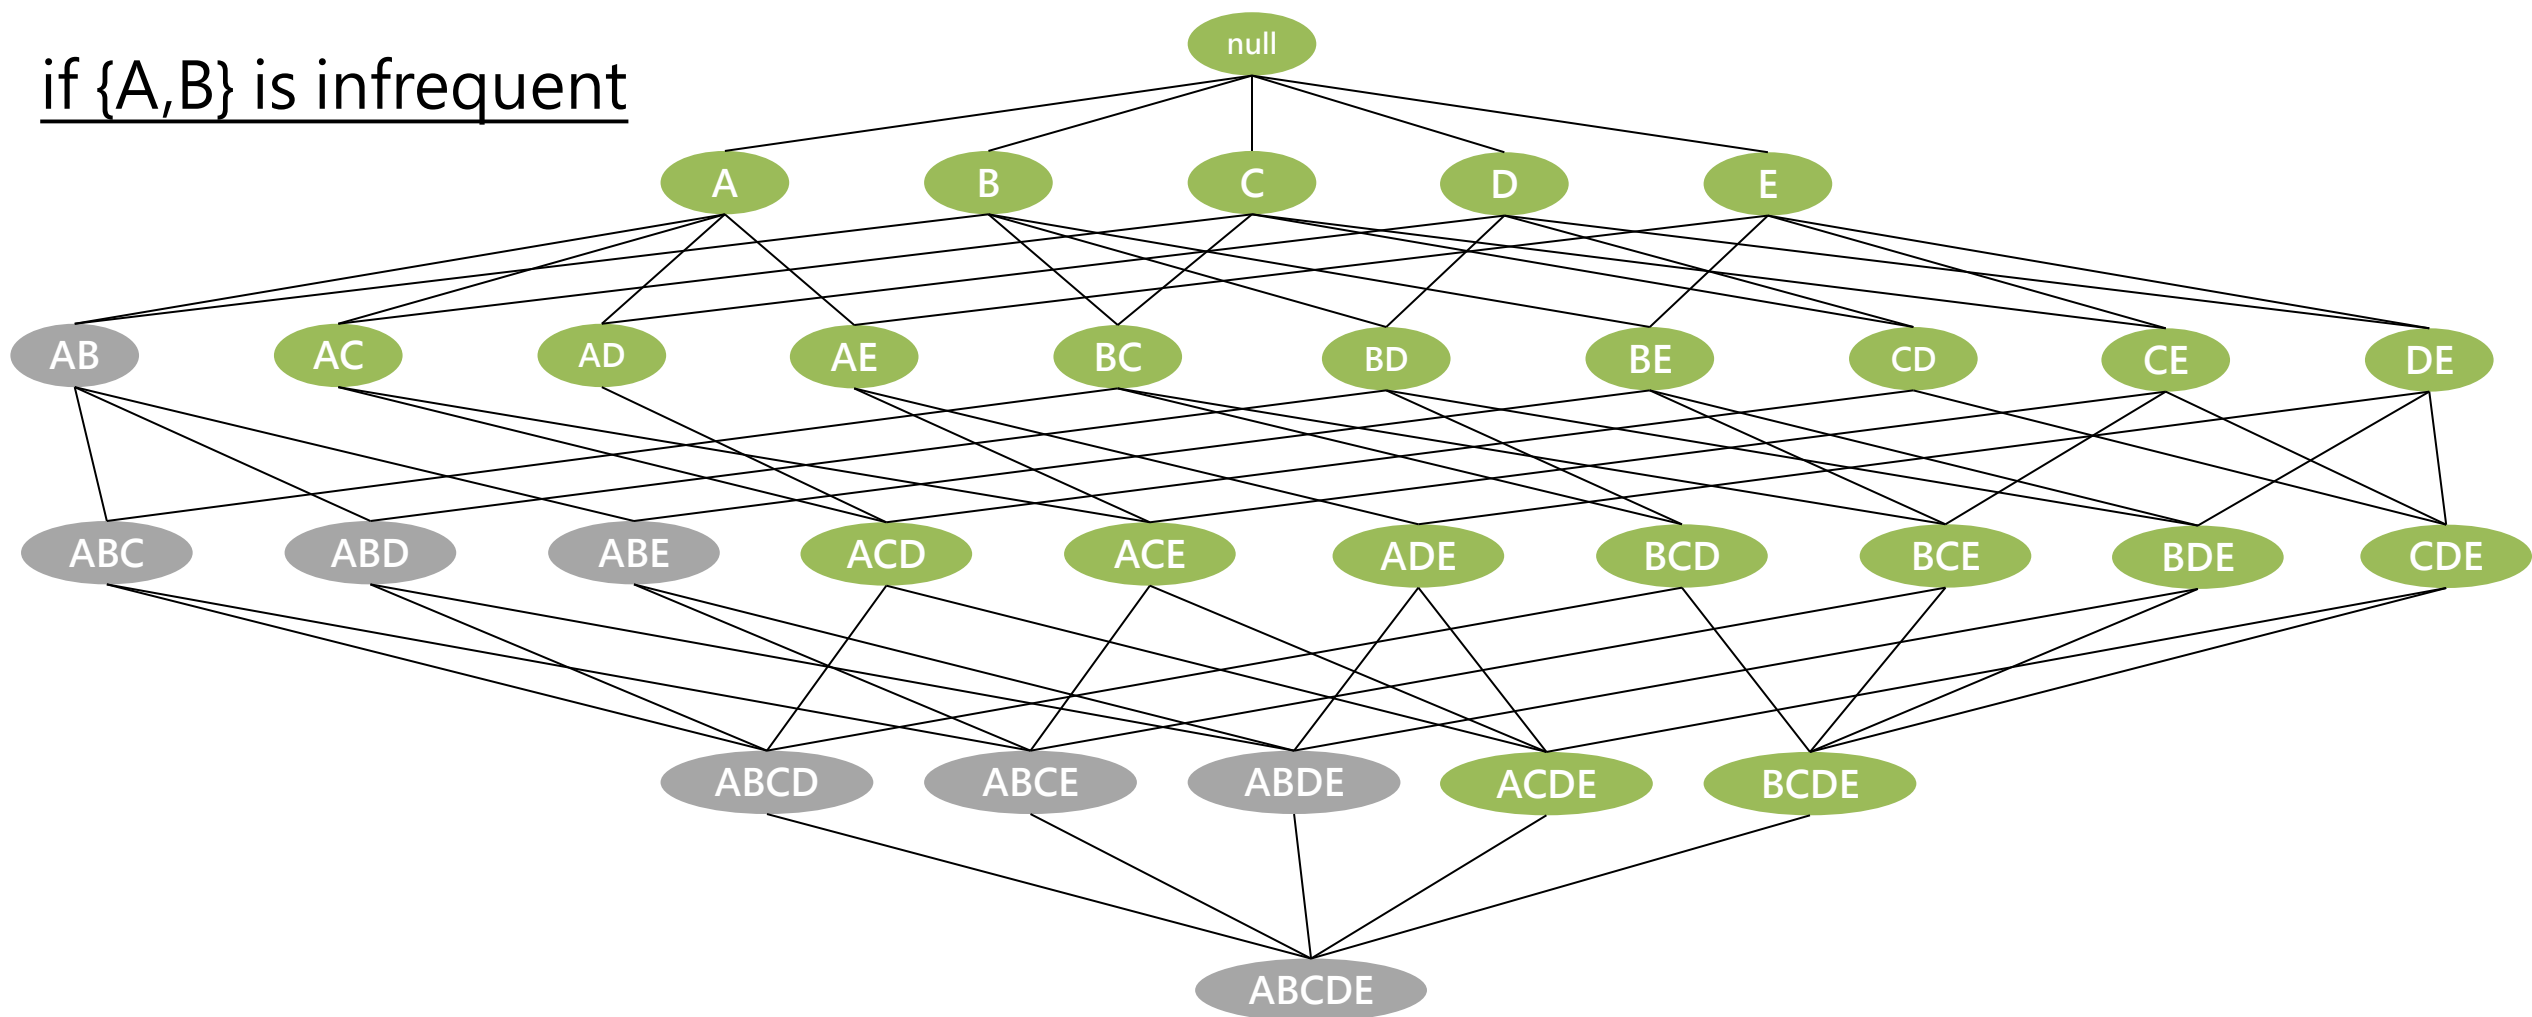 if {A,B} is infrequent
null
A B C D E
AB AC AD AE BC BD BE CD CE DE
ABC ABD ABE ACD ACE ADE BCD BCE BDE CDE
ABCD ABCE ABDE ACDE BCDE
ABCDE